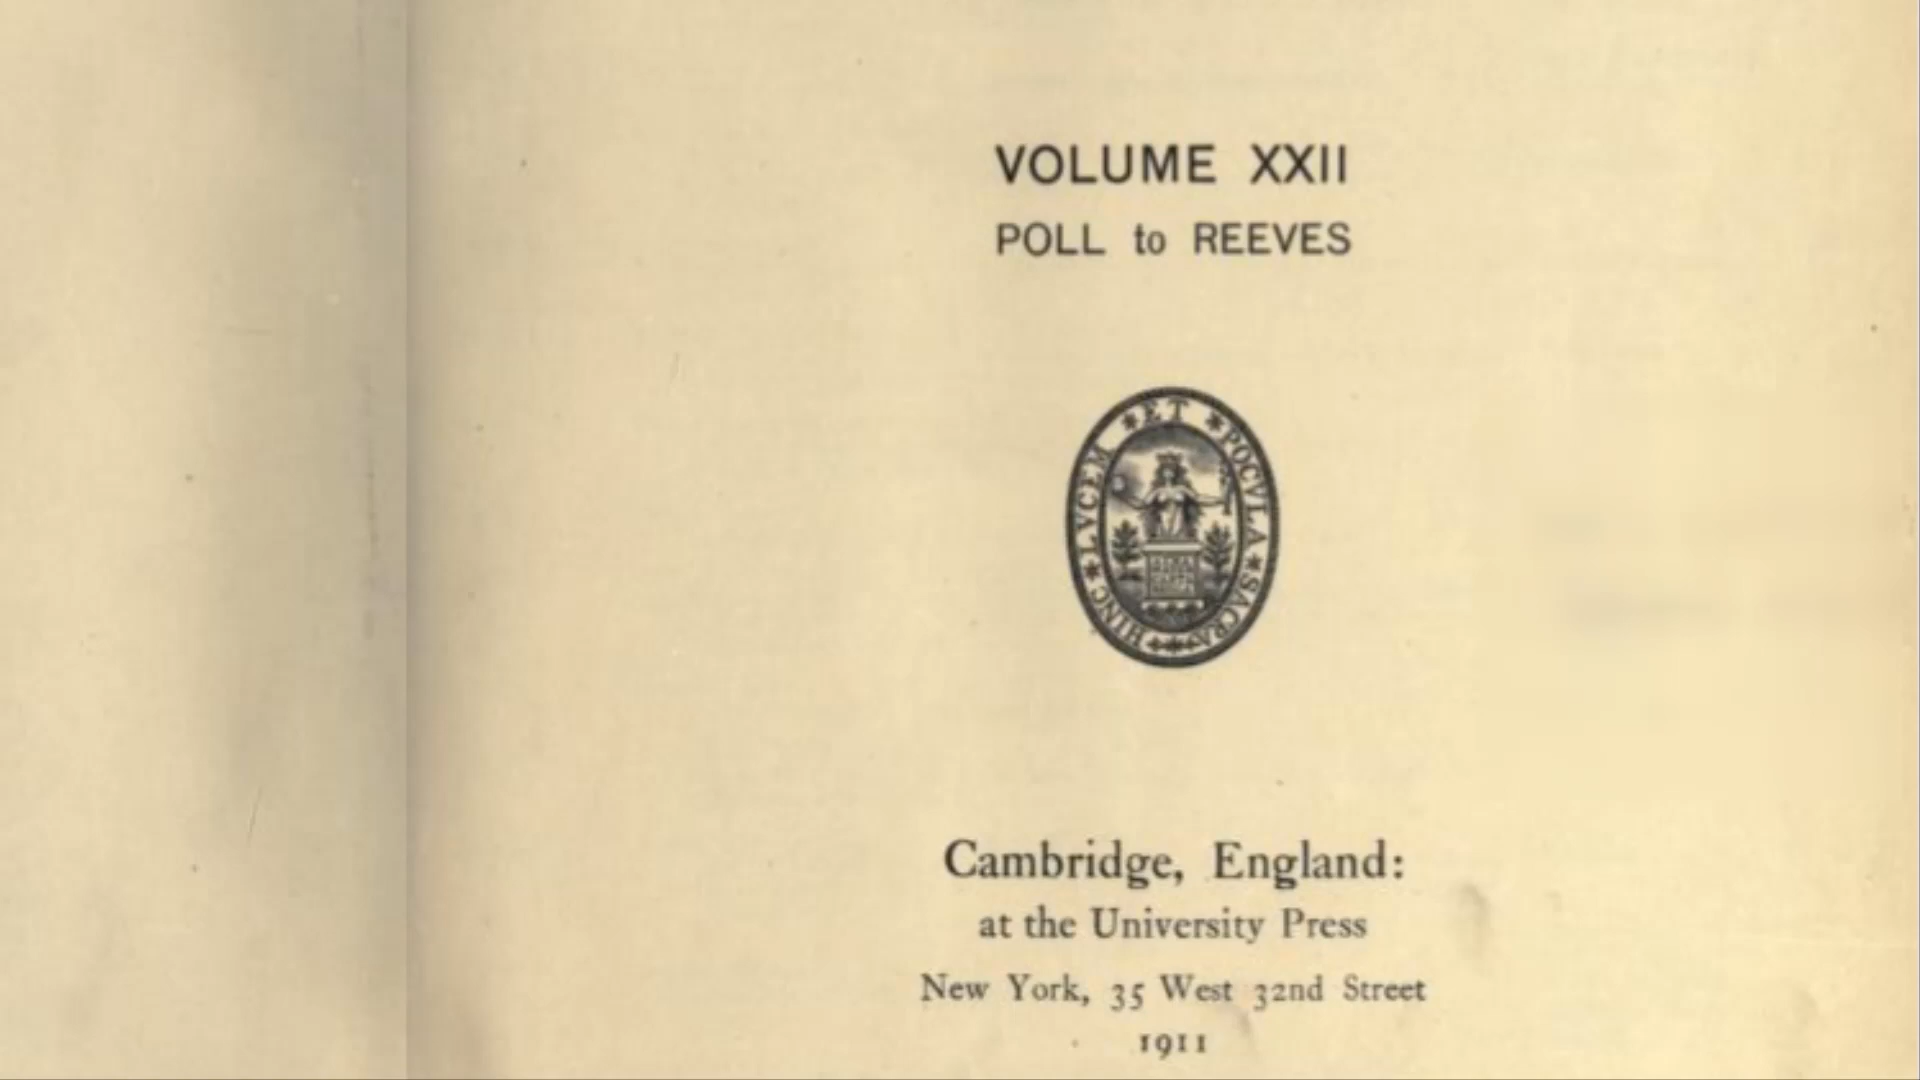 VOLUME XXII
POLL to REEVES
HINC * LVCEM * ET * POCVLA * SACRA
ALMA
Cambridge, England:
at the University Press
New York, 35 West 32nd Street
1911